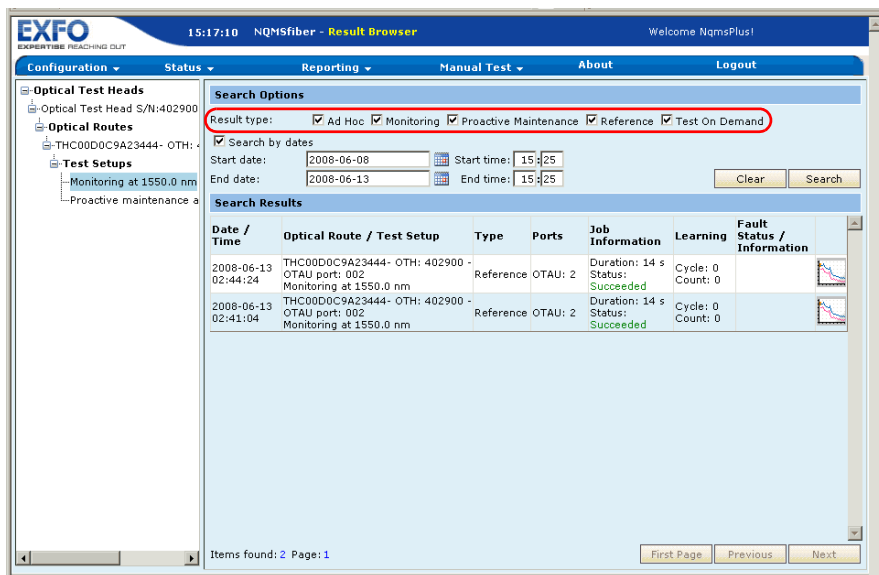 EXFO
EXPERTISE REACHING OUT
15:17:10 NQMSfiber - Result Browser
Welcome NqmsPlus!
Configuration Status Reporting Manual Test About Logout
Optical Test Heads
Optical Test Head S/N:402900
Optical Routes
THC00D0C9A23444- OTH:
Test Setups
Monitoring at 1550.0 nm
Proactive maintenance a
Search Options
Result type: Ad Hoc Monitoring Proactive Maintenance Reference Test On Demand
Search by dates
Start date: 2008-06-08 Start time: 15:25
End date: 2008-06-13 End time: 15:25
Clear Search
Search Results
Date / Time
Optical Route / Test Setup
Type
Ports
Job Information
Learning
Fault Status / Information
2008-06-13 02:44:24
THC00D0C9A23444- OTH: 402900 -
OTAU port: 002
Monitoring at 1550.0 nm
Reference
OTAU: 2
Duration: 14 s
Status:
Succeeded
Cycle: 0
Count: 0
2008-06-13 02:41:04
THC00D0C9A23444- OTH: 402900 -
OTAU port: 002
Monitoring at 1550.0 nm
Reference
OTAU: 2
Duration: 14 s
Status:
Succeeded
Cycle: 0
Count: 0
Items found: 2 Page: 1
First Page Previous Next